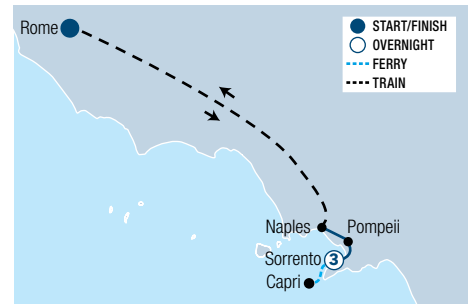 Rome
START/FINISH
OVERNIGHT
FERRY
TRAIN
Naples
Pompeii
Sorrento 3
Capri